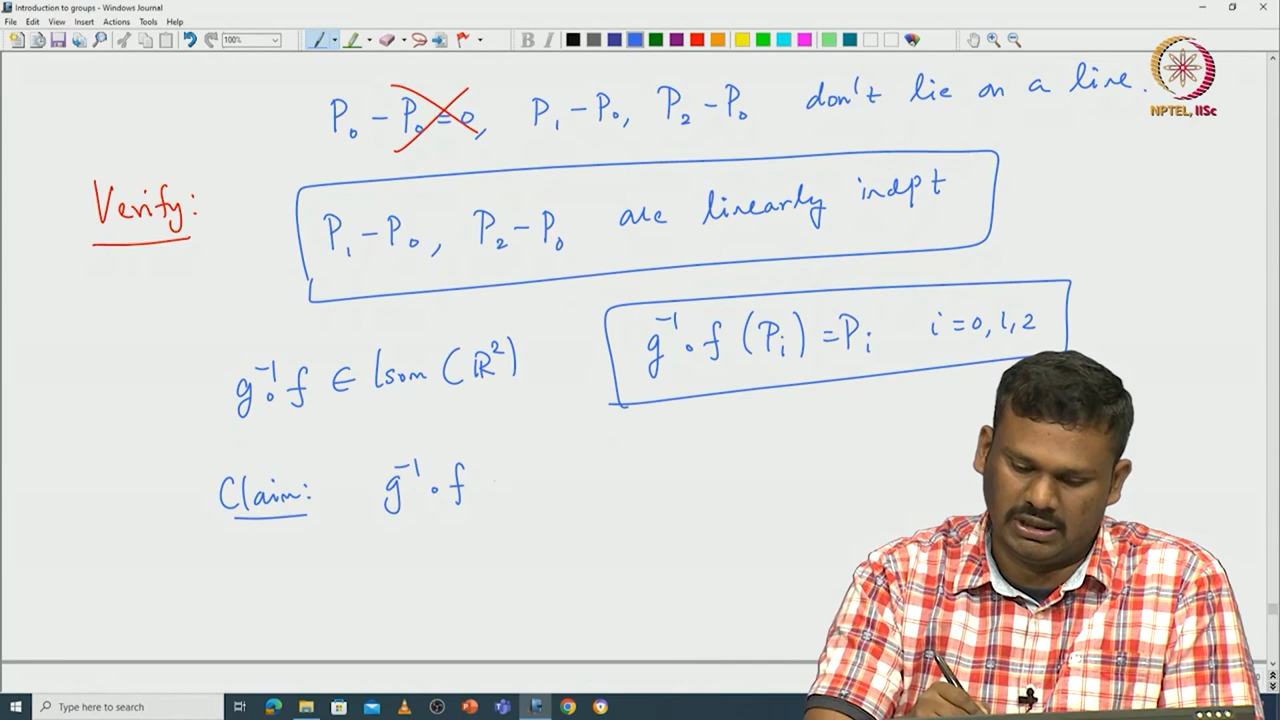 Introduction to groups - Windows Journal
File Edit View Insert Actions Tools Help
100% B I
P₀ - P₀ = 0, P₁ - P₀, P₂ - P₀ don't lie on a line.
NPTEL, IISc
Verify:
P₁ - P₀, P₂ - P₀ are linearly indpt
g⁻¹∘f ∈ Isom (ℝ²)
g⁻¹∘f (Pᵢ) = Pᵢ i = 0, 1, 2
Claim: g⁻¹∘f
Type here to search